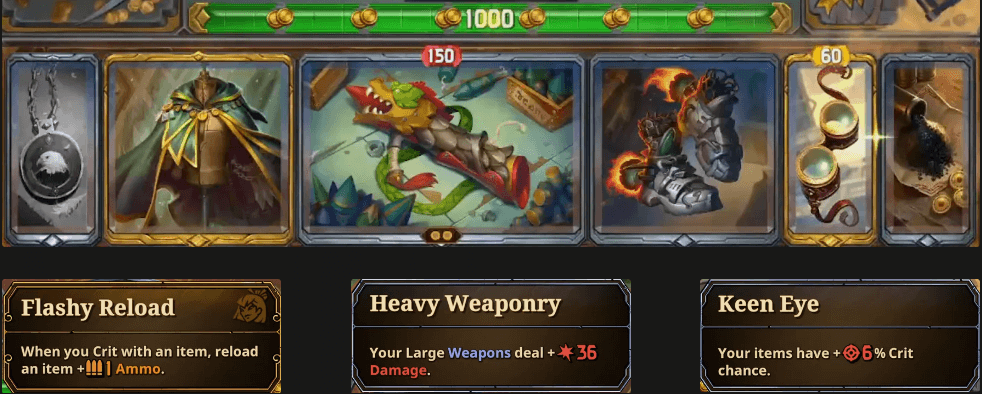 1000
150
60
Flashy Reload
When you Crit with an item, reload
an item + Ammo.
Heavy Weaponry
Your Large Weapons deal + 36
Damage.
Keen Eye
Your items have + 6% Crit
chance.